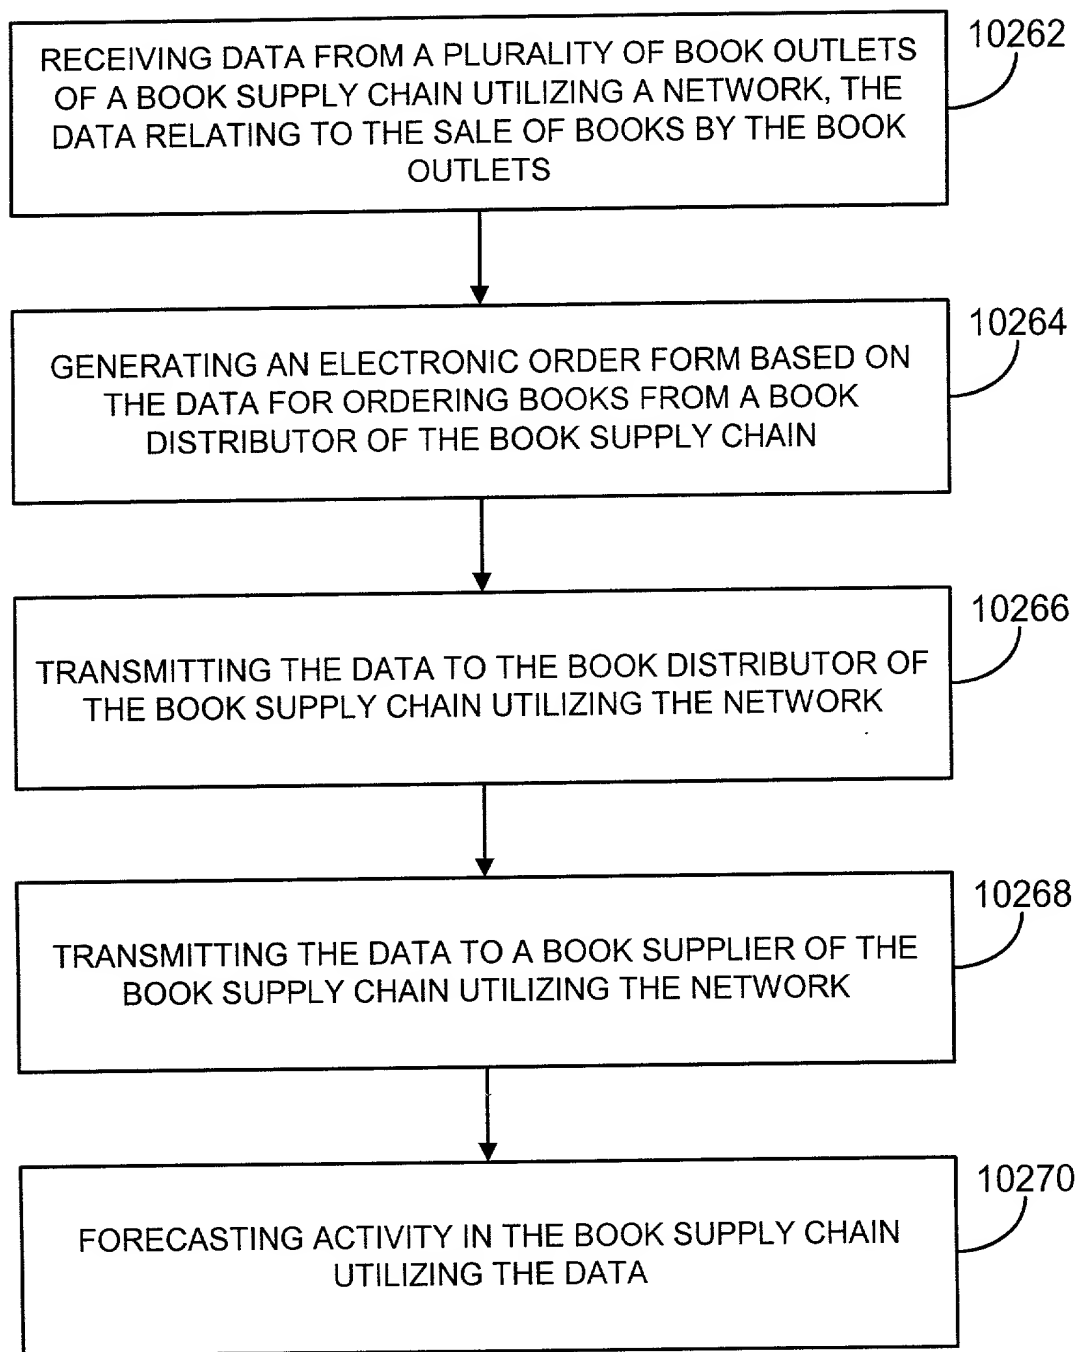 10262
RECEIVING DATA FROM A PLURALITY OF BOOK OUTLETS
OF A BOOK SUPPLY CHAIN UTILIZING A NETWORK, THE
DATA RELATING TO THE SALE OF BOOKS BY THE BOOK
OUTLETS
10264
GENERATING AN ELECTRONIC ORDER FORM BASED ON
THE DATA FOR ORDERING BOOKS FROM A BOOK
DISTRIBUTOR OF THE BOOK SUPPLY CHAIN
10266
TRANSMITTING THE DATA TO THE BOOK DISTRIBUTOR OF
THE BOOK SUPPLY CHAIN UTILIZING THE NETWORK
10268
TRANSMITTING THE DATA TO A BOOK SUPPLIER OF THE
BOOK SUPPLY CHAIN UTILIZING THE NETWORK
10270
FORECASTING ACTIVITY IN THE BOOK SUPPLY CHAIN
UTILIZING THE DATA